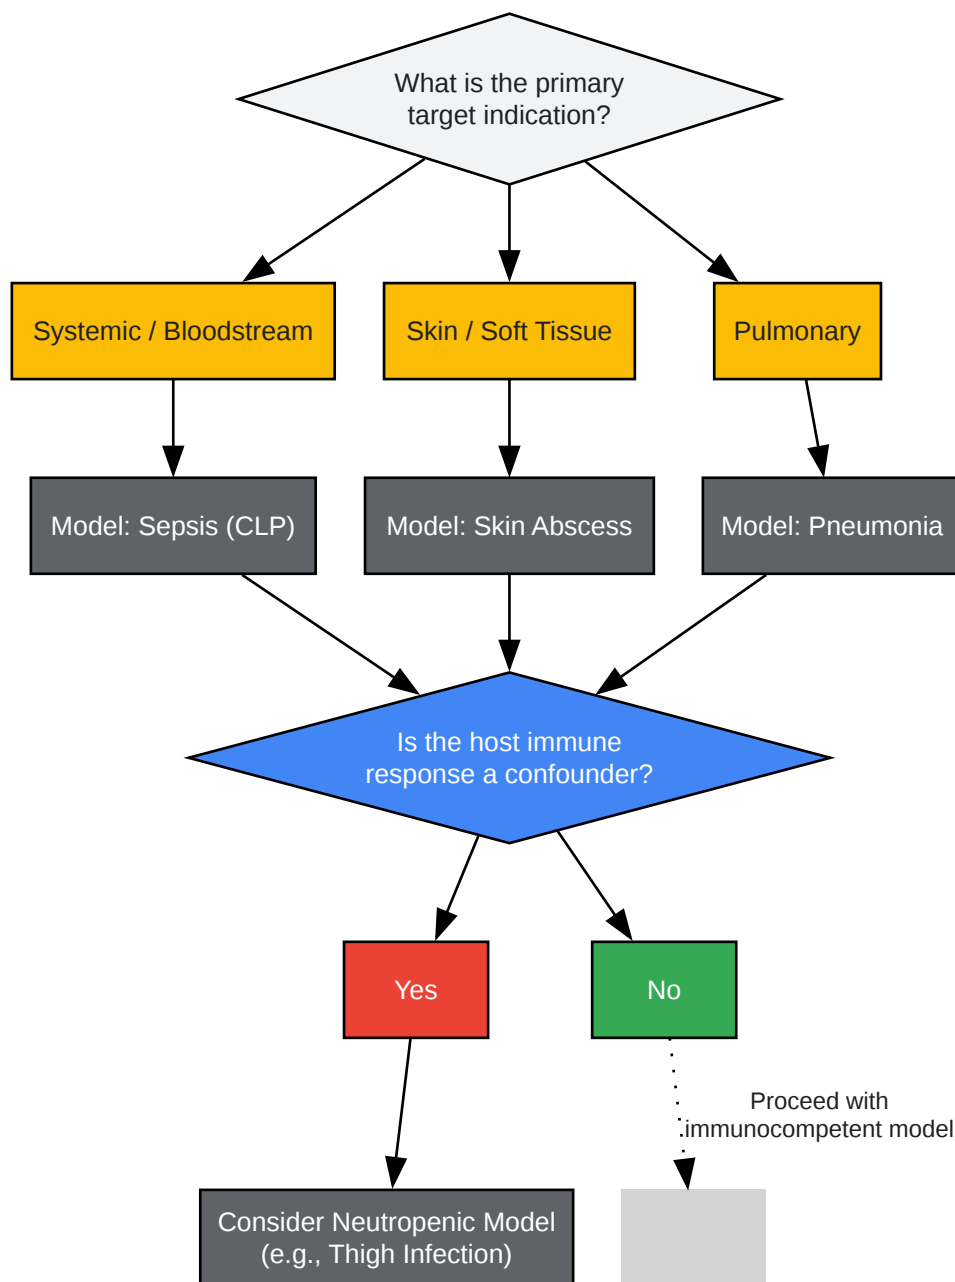 What is the primary
target indication?
Systemic / Bloodstream
Skin / Soft Tissue
Pulmonary
Model: Sepsis (CLP)
Model: Skin Abscess
Model: Pneumonia
Is the host immune
response a confounder?
Yes
No
Proceed with
immunocompetent model
Consider Neutropenic Model
(e.g., Thigh Infection)